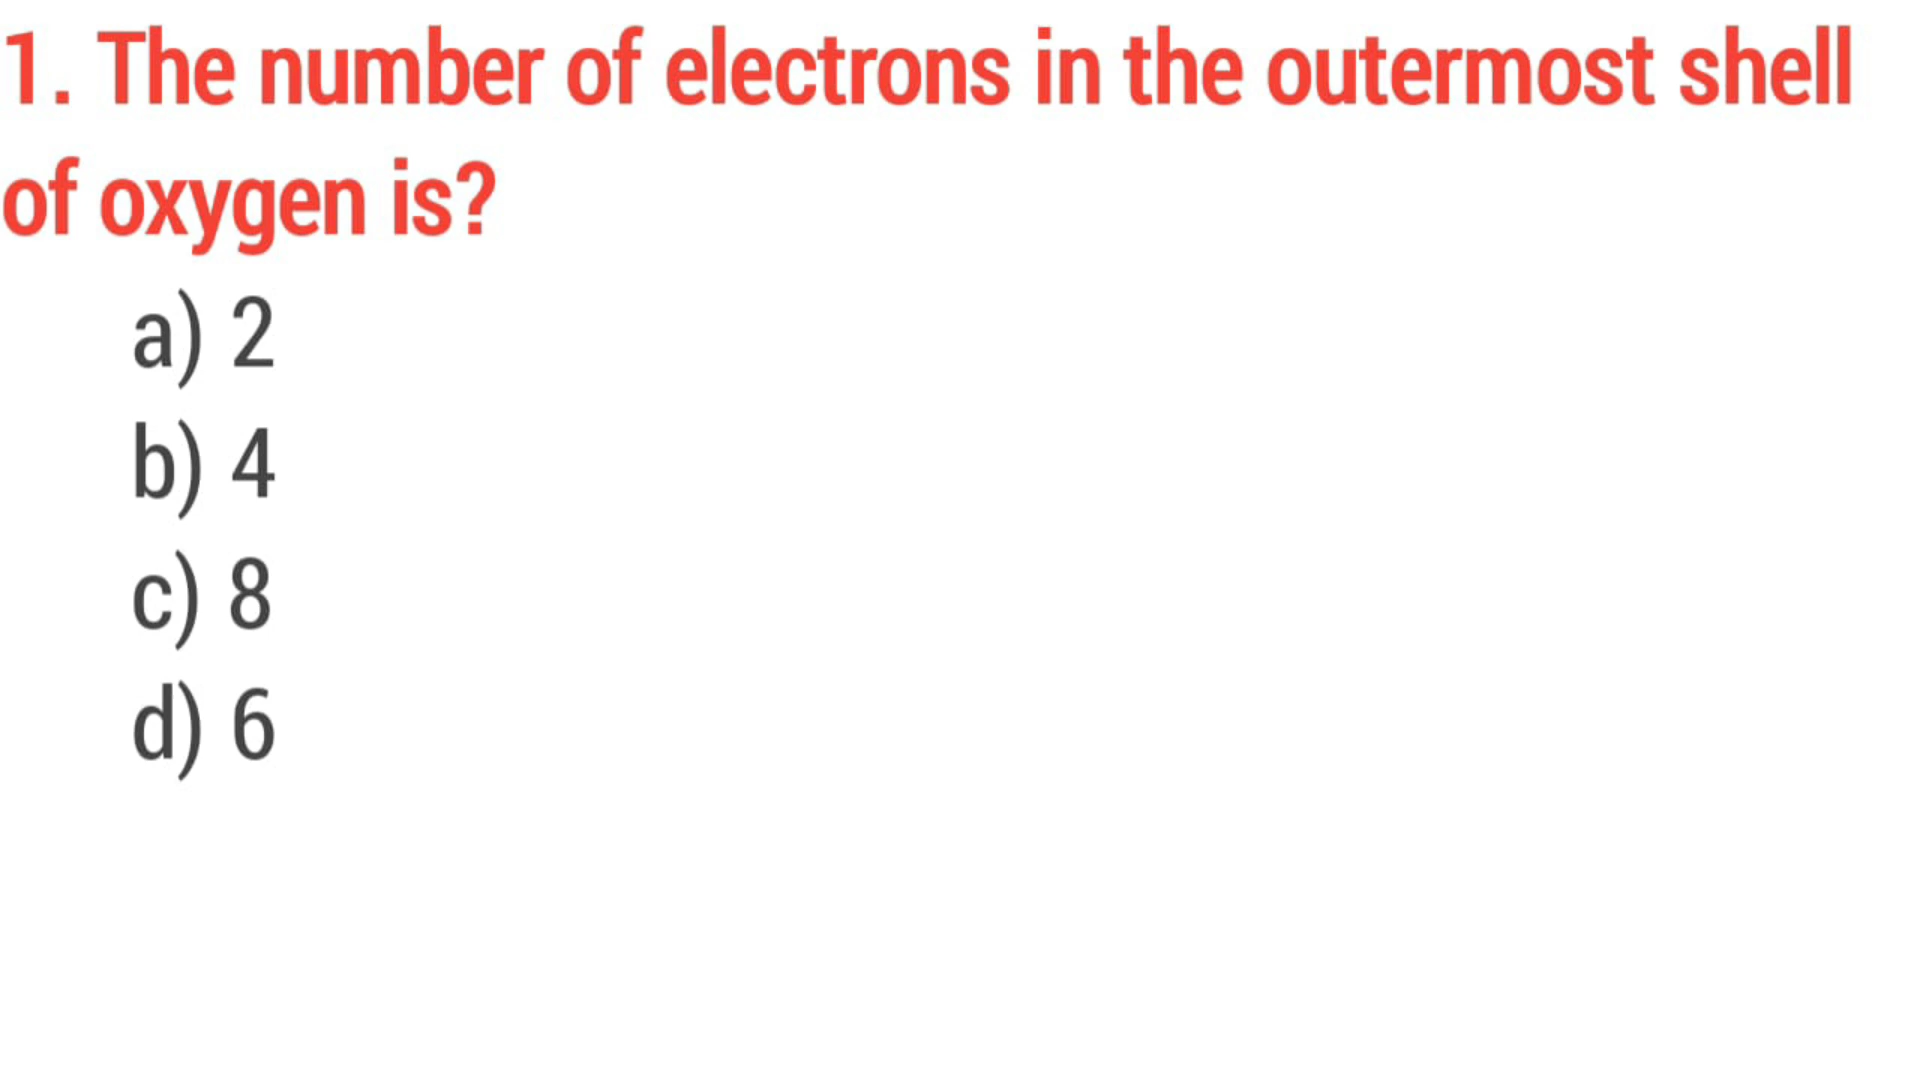 1. The number of electrons in the outermost shell
of oxygen is?
a) 2
b) 4
c) 8
d) 6